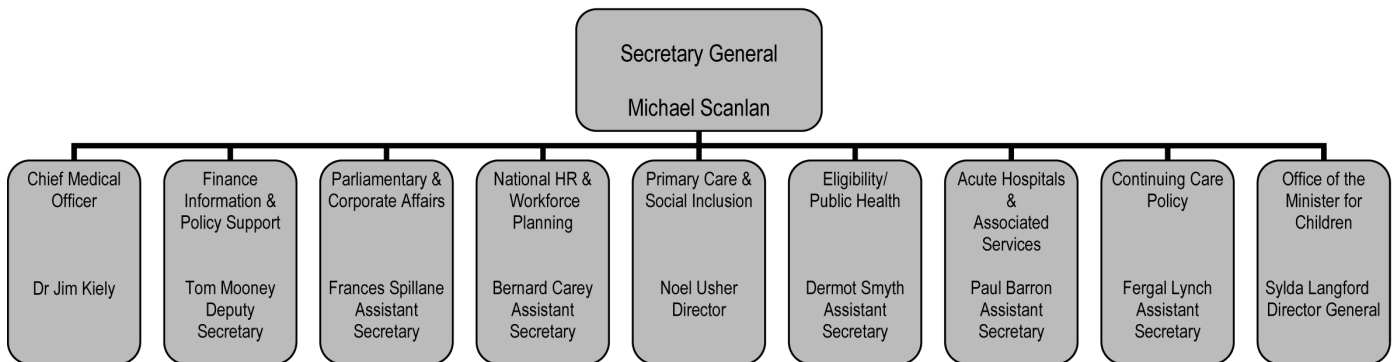 Secretary General
Michael Scanlan
Chief Medical
Officer
Dr Jim Kiely
Finance
Information &
Policy Support
Tom Mooney
Deputy
Secretary
Parliamentary &
Corporate Affairs
Frances Spillane
Assistant
Secretary
National HR &
Workforce
Planning
Bernard Carey
Assistant
Secretary
Primary Care &
Social Inclusion
Noel Usher
Director
Eligibility/
Public Health
Dermot Smyth
Assistant
Secretary
Acute Hospitals
&
Associated
Services
Paul Barron
Assistant
Secretary
Continuing Care
Policy
Fergal Lynch
Assistant
Secretary
Office of the
Minister for
Children
Sylda Langford
Director General